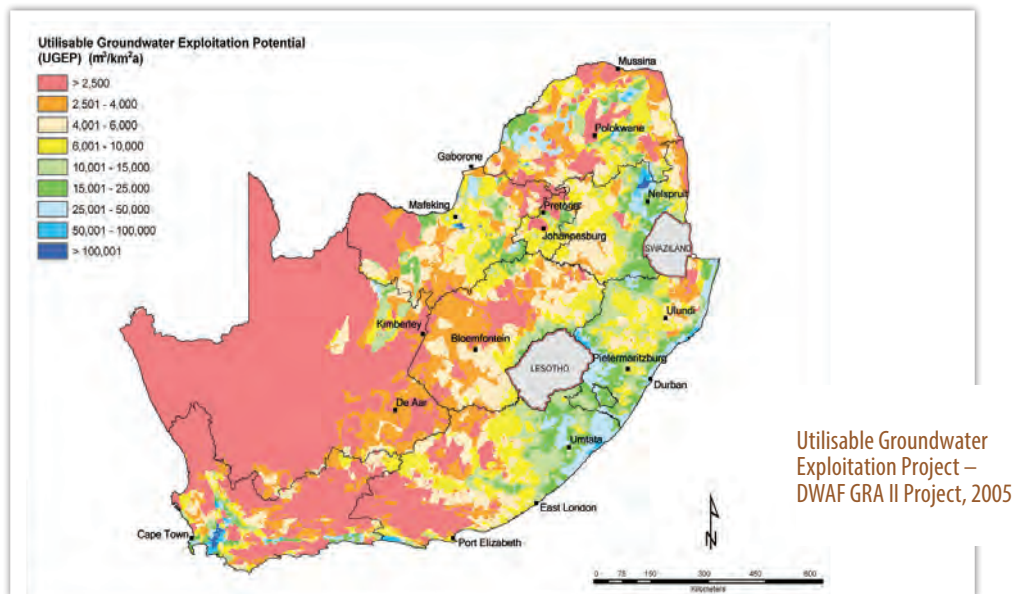 Utilisable Groundwater Exploitation Potential
(UGEP) (m³/km²a)
> 2,500
2,501 - 4,000
4,001 - 6,000
6,001 - 10,000
10,001 - 15,000
15,001 - 25,000
25,001 - 50,000
50,001 - 100,000
> 100,001
Mussina
Polokwane
Gaborone
Nelspruit
Mafeking
Pretoria
Johannesburg
SWAZILAND
Ulundi
Kimberley
Bloemfontein
Pietermaritzburg
LESOTHO
Durban
De Aar
Umtata
East London
Cape Town
Port Elizabeth
N
0 75 150 300 450 600
Kilometers
Utilisable Groundwater
Exploitation Project –
DWAF GRA II Project, 2005